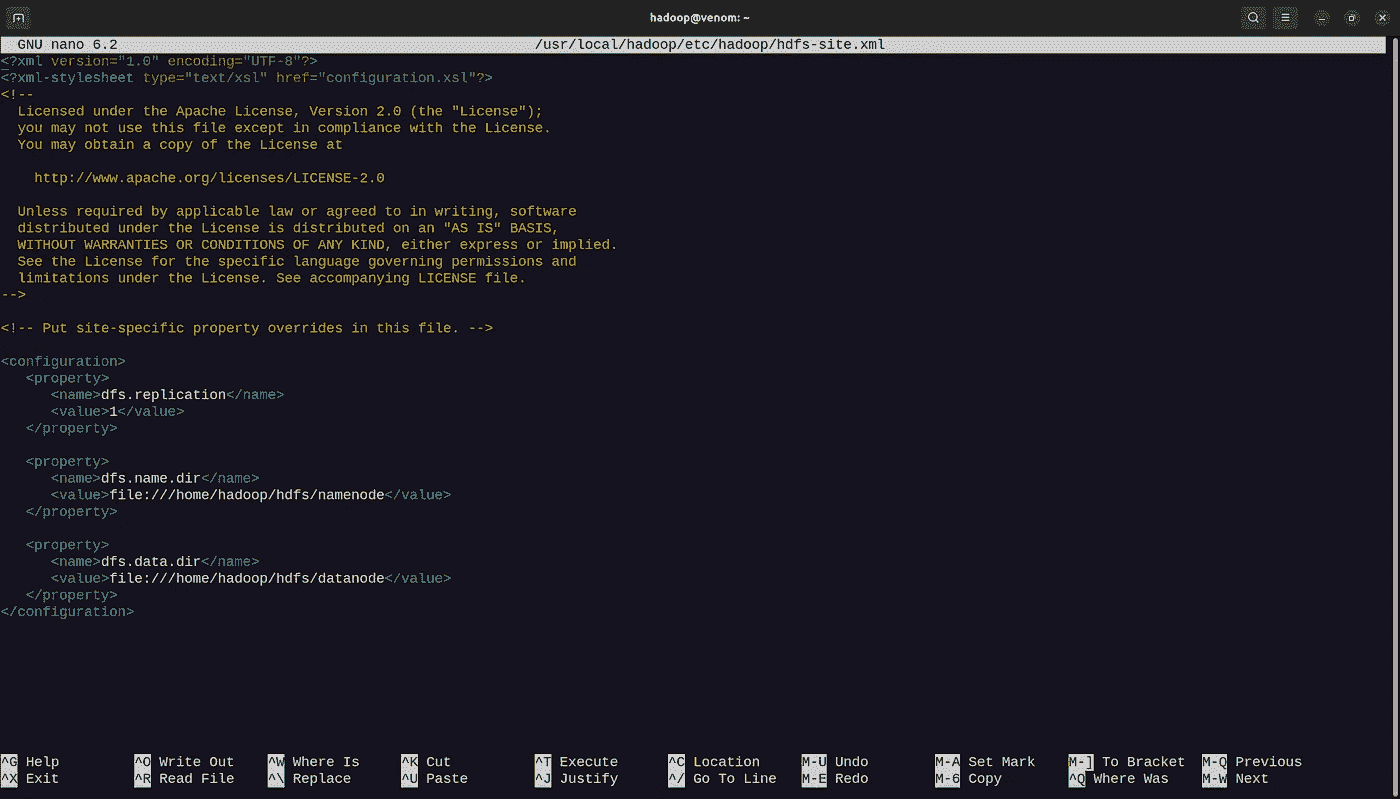 hadoop@venom: ~
GNU nano 6.2 /usr/local/hadoop/etc/hadoop/hdfs-site.xml
<?xml version="1.0" encoding="UTF-8"?>
<?xml-stylesheet type="text/xsl" href="configuration.xsl"?>
<!--
  Licensed under the Apache License, Version 2.0 (the "License");
  you may not use this file except in compliance with the License.
  You may obtain a copy of the License at

    http://www.apache.org/licenses/LICENSE-2.0

  Unless required by applicable law or agreed to in writing, software
  distributed under the License is distributed on an "AS IS" BASIS,
  WITHOUT WARRANTIES OR CONDITIONS OF ANY KIND, either express or implied.
  See the License for the specific language governing permissions and
  limitations under the License. See accompanying LICENSE file.
-->

<!-- Put site-specific property overrides in this file. -->

<configuration>
   <property>
      <name>dfs.replication</name>
      <value>1</value>
   </property>

   <property>
      <name>dfs.name.dir</name>
      <value>file:///home/hadoop/hdfs/namenode</value>
   </property>

   <property>
      <name>dfs.data.dir</name>
      <value>file:///home/hadoop/hdfs/datanode</value>
   </property>
</configuration>

^G Help ^O Write Out ^W Where Is ^K Cut ^T Execute ^C Location M-U Undo M-A Set Mark M-] To Bracket M-Q Previous
^X Exit ^R Read File ^\ Replace ^U Paste ^J Justify ^/ Go To Line M-E Redo M-6 Copy ^Q Where Was M-W Next